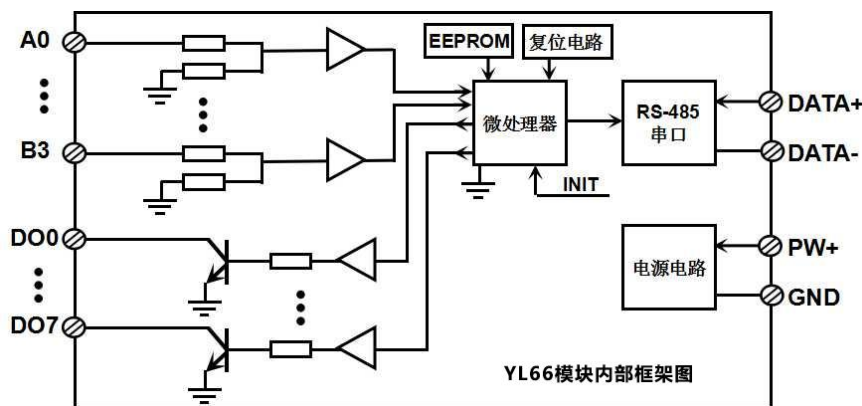 A0
B3
DO0
DO7
EEPROM
复位电路
微处理器
INIT
RS-485
串口
电源电路
DATA+
DATA-
PW+
GND
YL66模块内部框架图